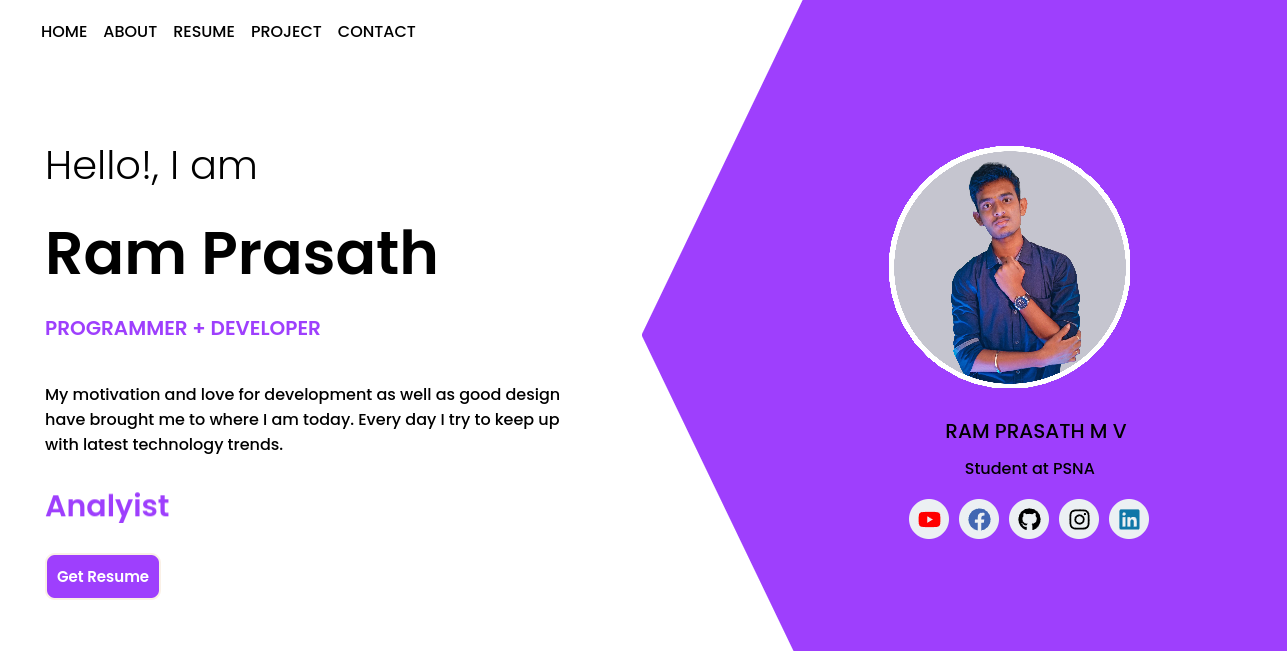 HOME ABOUT RESUME PROJECT CONTACT
Hello!, I am
Ram Prasath
PROGRAMMER + DEVELOPER
My motivation and love for development as well as good design
have brought me to where I am today. Every day I try to keep up
with latest technology trends.
Analyist
Get Resume
RAM PRASATH M V
Student at PSNA
in